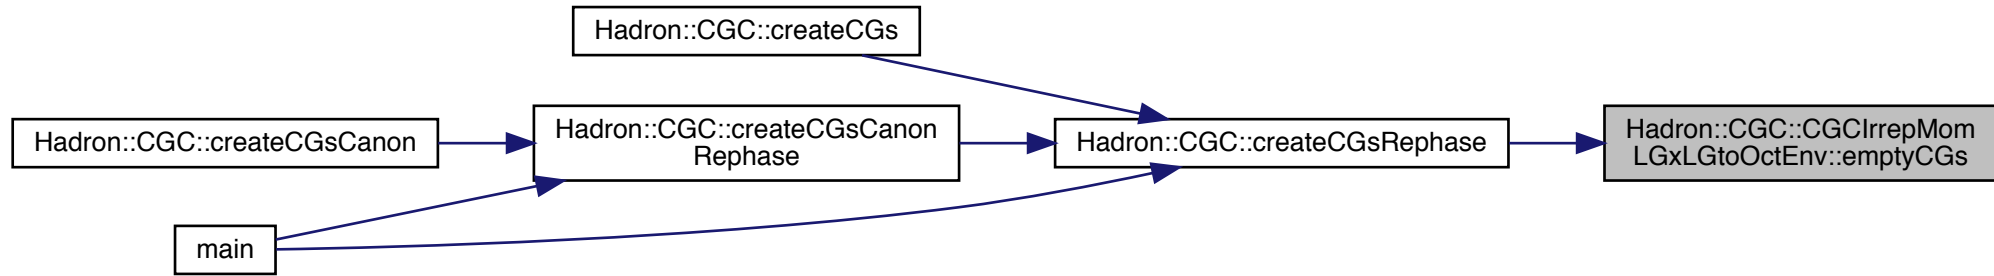 Hadron::CGC::createCGs
Hadron::CGC::createCGsCanon
Hadron::CGC::createCGsCanon
Rephase
Hadron::CGC::createCGsRephase
Hadron::CGC::CGCIrrepMom
LGxLGtoOctEnv::emptyCGs
main